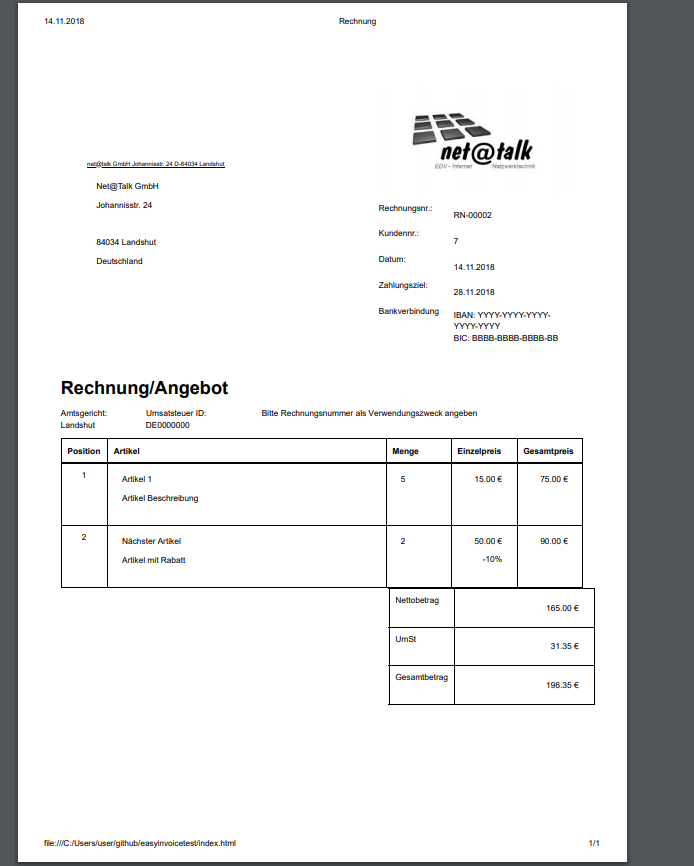 14.11.2018 Rechnung
net@talk
EDV - Internet Netzwerktechnik
net@talk GmbH Johannisstr. 24 D-84034 Landshut
Net@Talk GmbH
Johannisstr. 24
84034 Landshut
Deutschland
Rechnungsnr.: RN-00002
Kundennr.: 7
Datum: 14.11.2018
Zahlungsziel: 28.11.2018
Bankverbindung IBAN: YYYY-YYYY-YYYY-
YYYY-YYYY
BIC: BBBB-BBBB-BBBB-BB
Rechnung/Angebot
Amtsgericht: Umsatsteuer ID: Bitte Rechnungsnummer als Verwendungszweck angeben
Landshut DE0000000
Position Artikel Menge Einzelpreis Gesamtpreis
1 Artikel 1 5 15.00 € 75.00 €
Artikel Beschreibung
2 Nächster Artikel 2 50.00 € 90.00 €
Artikel mit Rabatt -10%
Nettobetrag 165.00 €
UmSt 31.35 €
Gesamtbetrag 196.35 €
file:///C:/Users/user/github/easyinvoicetest/index.html 1/1